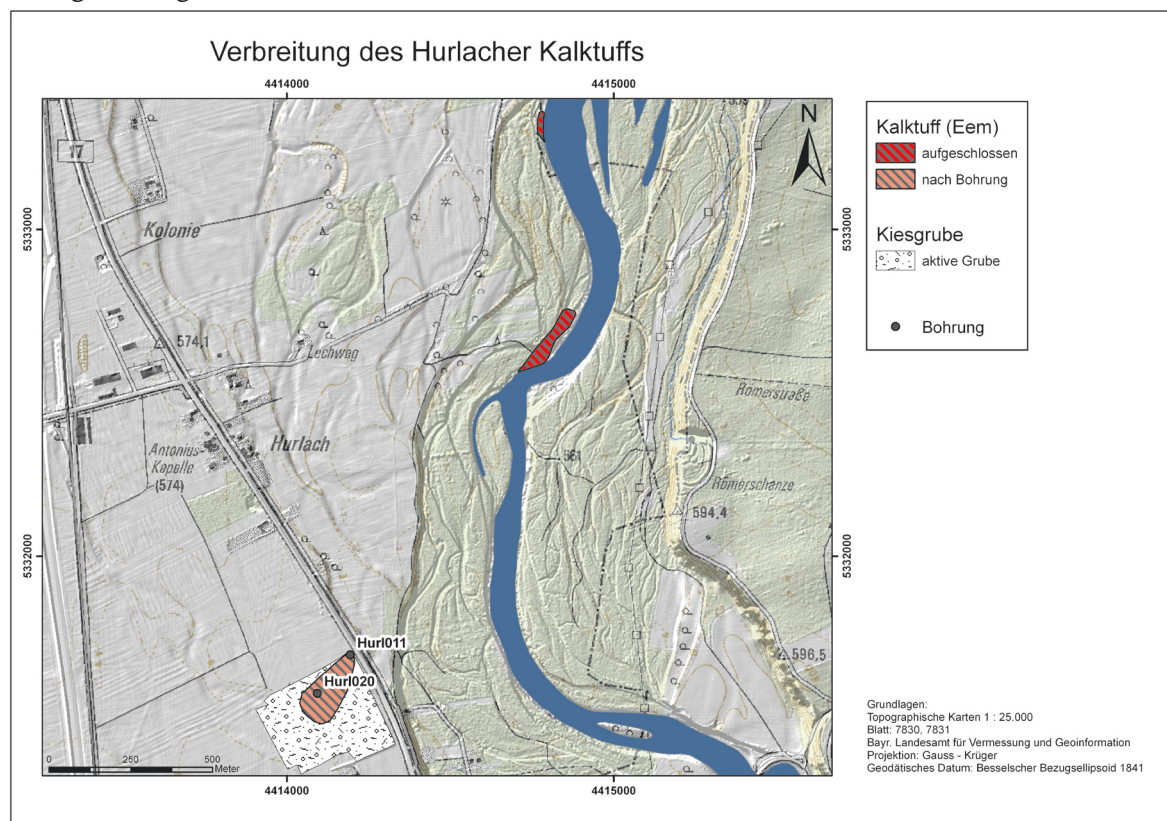 Verbreitung des Hurlacher Kalktuffs
4414000
4415000
N
17
Kolonie
5333000
5333000
574,1
Lechweg
Hurlach
Antonius-
Kapelle
(574)
561
Römerstraße
Römerschanze
594,4
5332000
5332000
Hurl011
Hurl020
596,5
0
250
500
Meter
4414000
4415000
Kalktuff (Eem)
aufgeschlossen
nach Bohrung
Kiesgrube
aktive Grube
Bohrung
Grundlagen:
Topographische Karten 1 : 25.000
Blatt: 7830, 7831
Bayr. Landesamt für Vermessung und Geoinformation
Projektion: Gauss - Krüger
Geodätisches Datum: Besselscher Bezugsellipsoid 1841